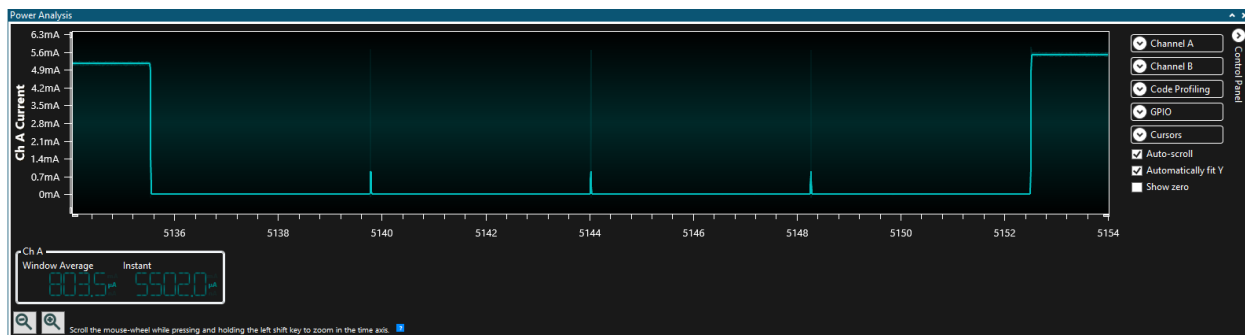 Power Analysis
Ch A Current
6.3mA
5.6mA
4.9mA
4.2mA
3.5mA
2.8mA
2.1mA
1.4mA
0.7mA
0mA
5136
5138
5140
5142
5144
5146
5148
5150
5152
5154
Channel A
Channel B
Code Profiling
GPIO
Cursors
Auto-scroll
Automatically fit Y
Show zero
Control Panel
Ch A
Window Average Instant
803,5 µA 5502,0 µA
Scroll the mouse-wheel while pressing and holding the left shift key to zoom in the time axis. ?